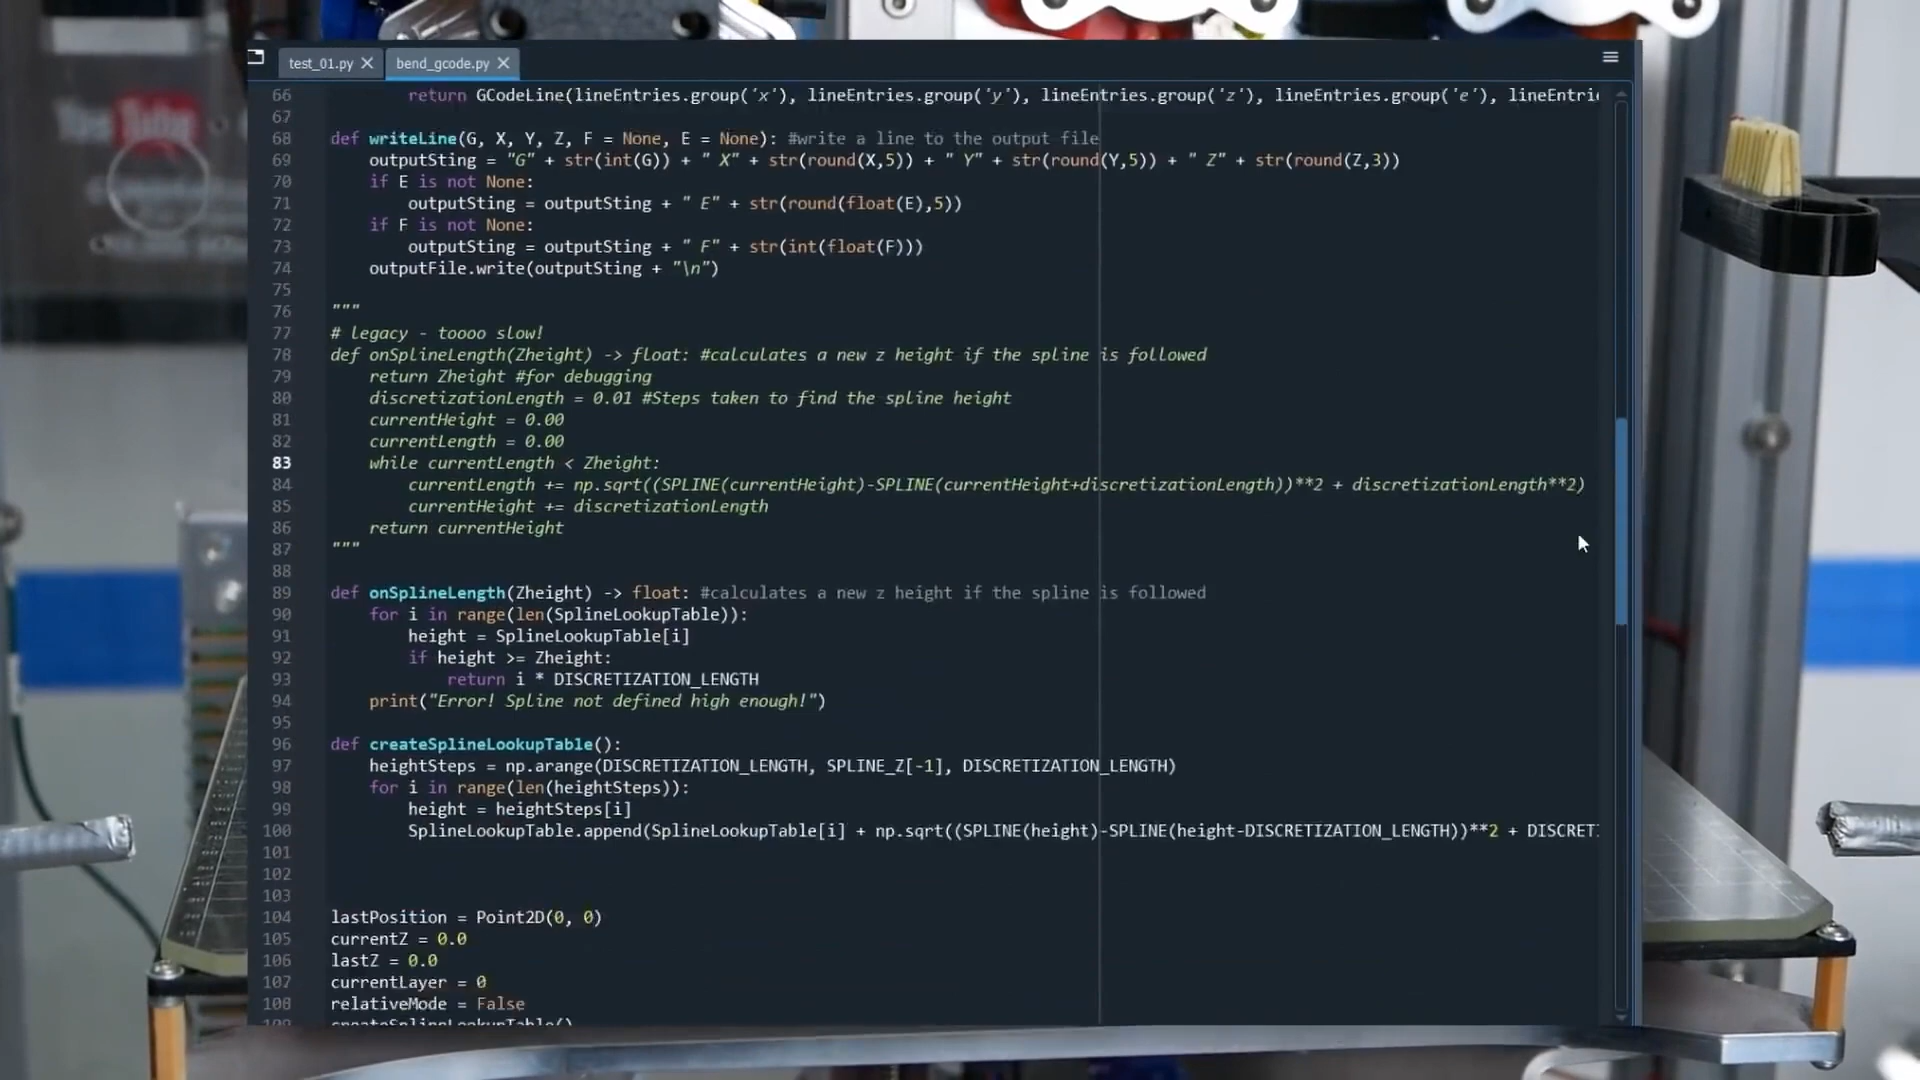 YouTube
test_01.py
bend_gcode.py
66 return GCodeLine(lineEntries.group('x'), lineEntries.group('y'), lineEntries.group('z'), lineEntries.group('e'), lineEntri
67
68 def writeLine(G, X, Y, Z, F = None, E = None): #write a line to the output file
69 outputSting = "G" + str(int(G)) + " X" + str(round(X,5)) + " Y" + str(round(Y,5)) + " Z" + str(round(Z,3))
70 if E is not None:
71 outputSting = outputSting + " E" + str(round(float(E),5))
72 if F is not None:
73 outputSting = outputSting + " F" + str(int(float(F)))
74 outputFile.write(outputSting + "\n")
75
76 """
77 # legacy - toooo slow!
78 def onSplineLength(Zheight) -> float: #calculates a new z height if the spline is followed
79 return Zheight #for debugging
80 discretizationLength = 0.01 #Steps taken to find the spline height
81 currentHeight = 0.00
82 currentLength = 0.00
83 while currentLength < Zheight:
84 currentLength += np.sqrt((SPLINE(currentHeight)-SPLINE(currentHeight+discretizationLength))**2 + discretizationLength**2)
85 currentHeight += discretizationLength
86 return currentHeight
87 """
88
89 def onSplineLength(Zheight) -> float: #calculates a new z height if the spline is followed
90 for i in range(len(SplineLookupTable)):
91 height = SplineLookupTable[i]
92 if height >= Zheight:
93 return i * DISCRETIZATION_LENGTH
94 print("Error! Spline not defined high enough!")
95
96 def createSplineLookupTable():
97 heightSteps = np.arange(DISCRETIZATION_LENGTH, SPLINE_Z[-1], DISCRETIZATION_LENGTH)
98 for i in range(len(heightSteps)):
99 height = heightSteps[i]
100 SplineLookupTable.append(SplineLookupTable[i] + np.sqrt((SPLINE(height)-SPLINE(height-DISCRETIZATION_LENGTH))**2 + DISCRET
101
102
103
104 lastPosition = Point2D(0, 0)
105 currentZ = 0.0
106 lastZ = 0.0
107 currentLayer = 0
108 relativeMode = False
109 createSplineLookupTable()